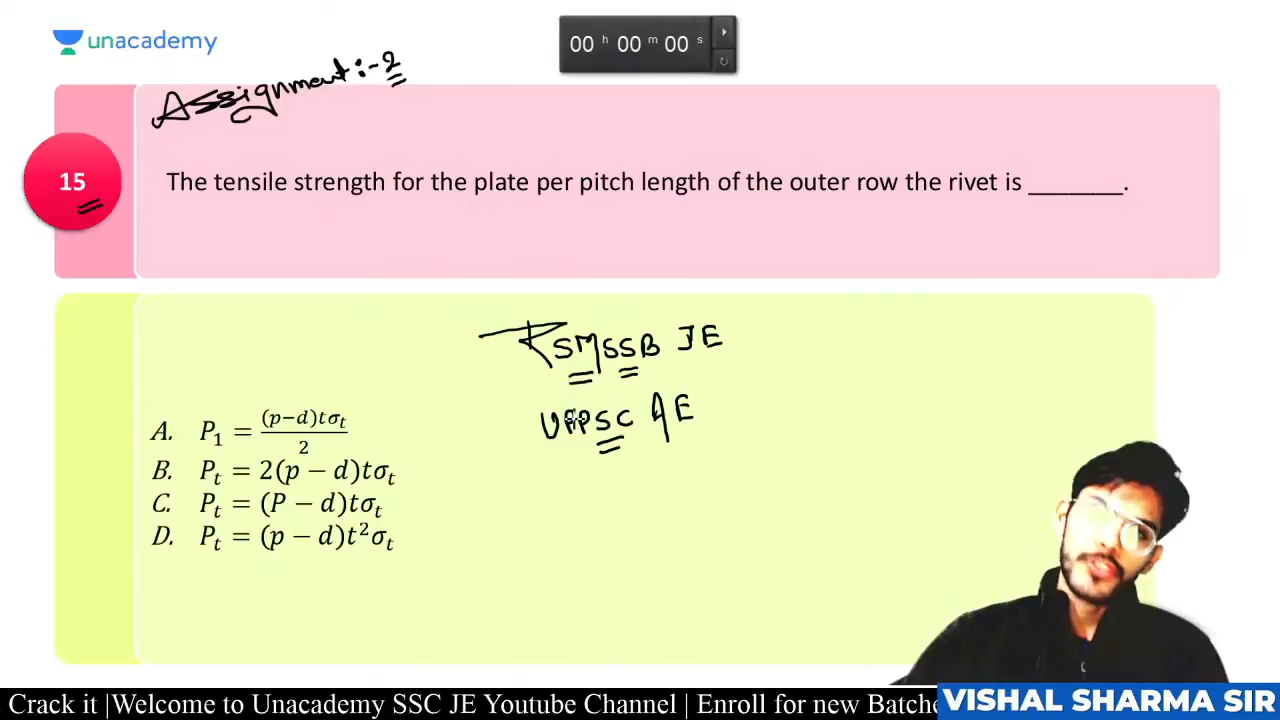 unacademy
00 h 00 m 00 s
Assignment :- 2
15
The tensile strength for the plate per pitch length of the outer row the rivet is _______.
RSMSSB JE
UPPSC AE
A. P₁ = (p−d)tσₜ / 2
B. Pₜ = 2(p − d)tσₜ
C. Pₜ = (P − d)tσₜ
D. Pₜ = (p − d)t²σₜ
Crack it |Welcome to Unacademy SSC JE Youtube Channel | Enroll for new Batche
VISHAL SHARMA SIR